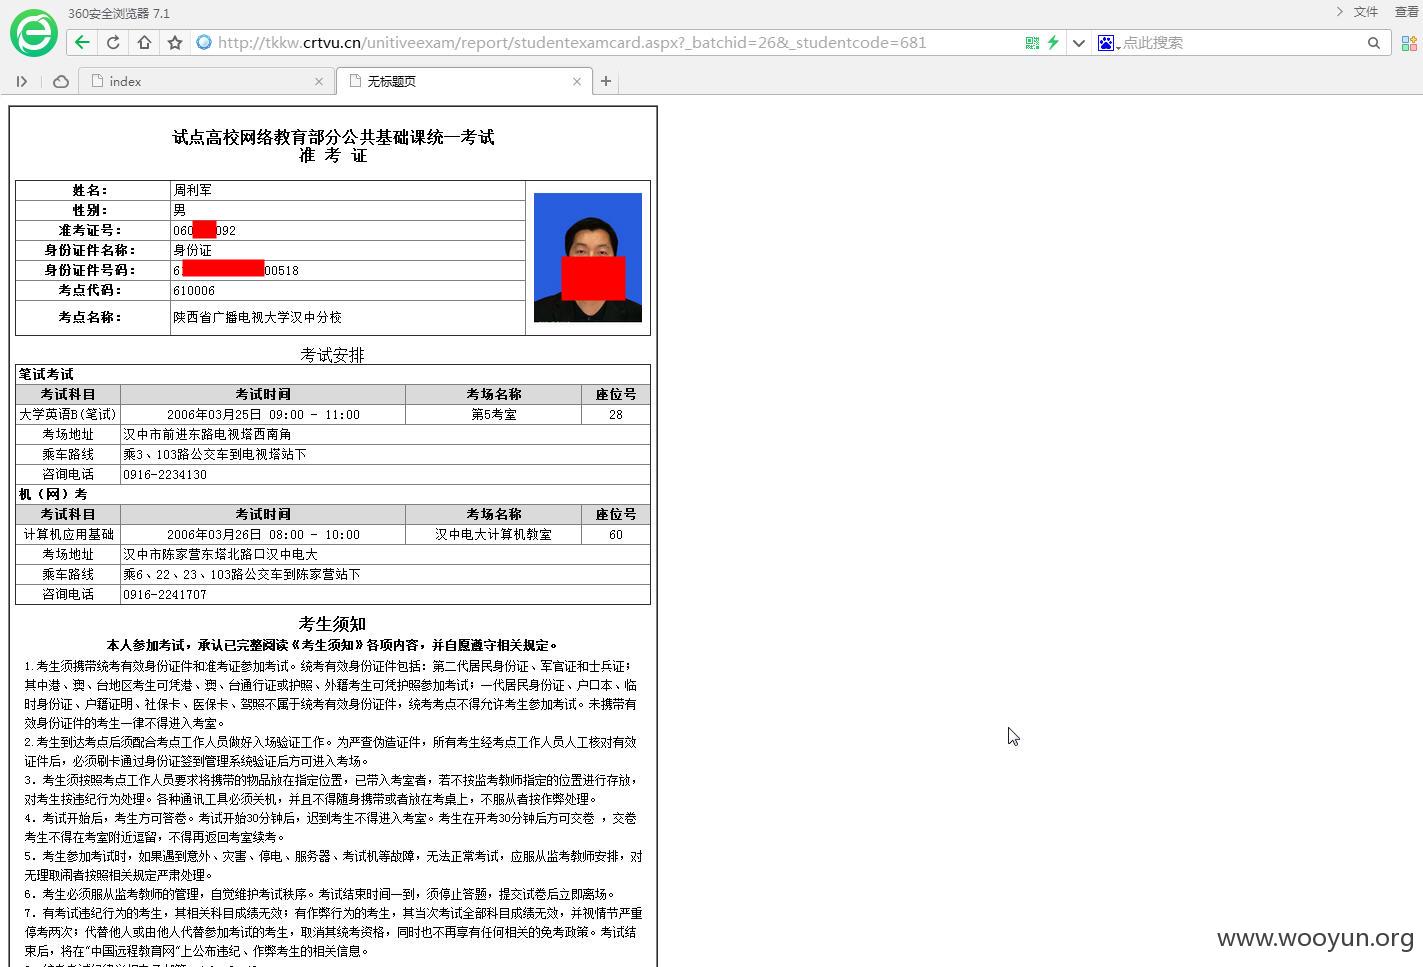 360安全浏览器 7.1
文件 查看
http://tkkw.crtvu.cn/unitiveexam/report/studentexamcard.aspx?_batchid=26&_studentcode=681
点此搜索
index
无标题页
试点高校网络教育部分公共基础课统一考试
准 考 证
姓名： 周利军
性别： 男
准考证号： 060 092
身份证件名称： 身份证
身份证件号码： 6 00518
考点代码： 610006
考点名称： 陕西省广播电视大学汉中分校
考试安排
笔试考试
考试科目 考试时间 考场名称 座位号
大学英语B(笔试) 2006年03月25日 09:00 - 11:00 第5考室 28
考场地址 汉中市前进东路电视塔西南角
乘车路线 乘3、103路公交车到电视塔站下
咨询电话 0916-2234130
机（网）考
考试科目 考试时间 考场名称 座位号
计算机应用基础 2006年03月26日 08:00 - 10:00 汉中电大计算机教室 60
考场地址 汉中市陈家营东塔北路口汉中电大
乘车路线 乘6、22、23、103路公交车到陈家营站下
咨询电话 0916-2241707
考生须知
本人参加考试，承认已完整阅读《考生须知》各项内容，并自愿遵守相关规定。
1.考生须携带统考有效身份证件和准考证参加考试。统考有效身份证件包括：第二代居民身份证、军官证和士兵证；
其中港、澳、台地区考生可凭港、澳、台通行证或护照、外籍考生可凭护照参加考试；一代居民身份证、户口本、临
时身份证、户籍证明、社保卡、医保卡、驾照不属于统考有效身份证件，统考考点不得允许考生参加考试。未携带有
效身份证件的考生一律不得进入考室。
2.考生到达考点后须配合考点工作人员做好入场验证工作。为严查伪造证件，所有考生经考点工作人员人工核对有效
证件后，必须刷卡通过身份证签到管理系统验证后方可进入考场。
3．考生须按照考点工作人员要求将携带的物品放在指定位置，已带入考室者，若不按监考教师指定的位置进行存放，
对考生按违纪行为处理。各种通讯工具必须关机，并且不得随身携带或者放在考桌上，不服从者按作弊处理。
4．考试开始后，考生方可答卷。考试开始30分钟后，迟到考生不得进入考室。考生在开考30分钟后方可交卷 ，交卷
考生不得在考室附近逗留，不得再返回考室续考。
5．考生参加考试时，如果遇到意外、灾害、停电、服务器、考试机等故障，无法正常考试，应服从监考教师安排，对
无理取闹者按照相关规定严肃处理。
6．考生必须服从监考教师的管理，自觉维护考试秩序。考试结束时间一到，须停止答题，提交试卷后立即离场。
7．有考试违纪行为的考生，其相关科目成绩无效；有作弊行为的考生，其当次考试全部科目成绩无效，并视情节严重
停考两次；代替他人或由他人代替参加考试的考生，取消其统考资格，同时也不再享有任何相关的免考政策。考试结
束后，将在"中国远程教育网"上公布违纪、作弊考生的相关信息。
www.wooyun.org